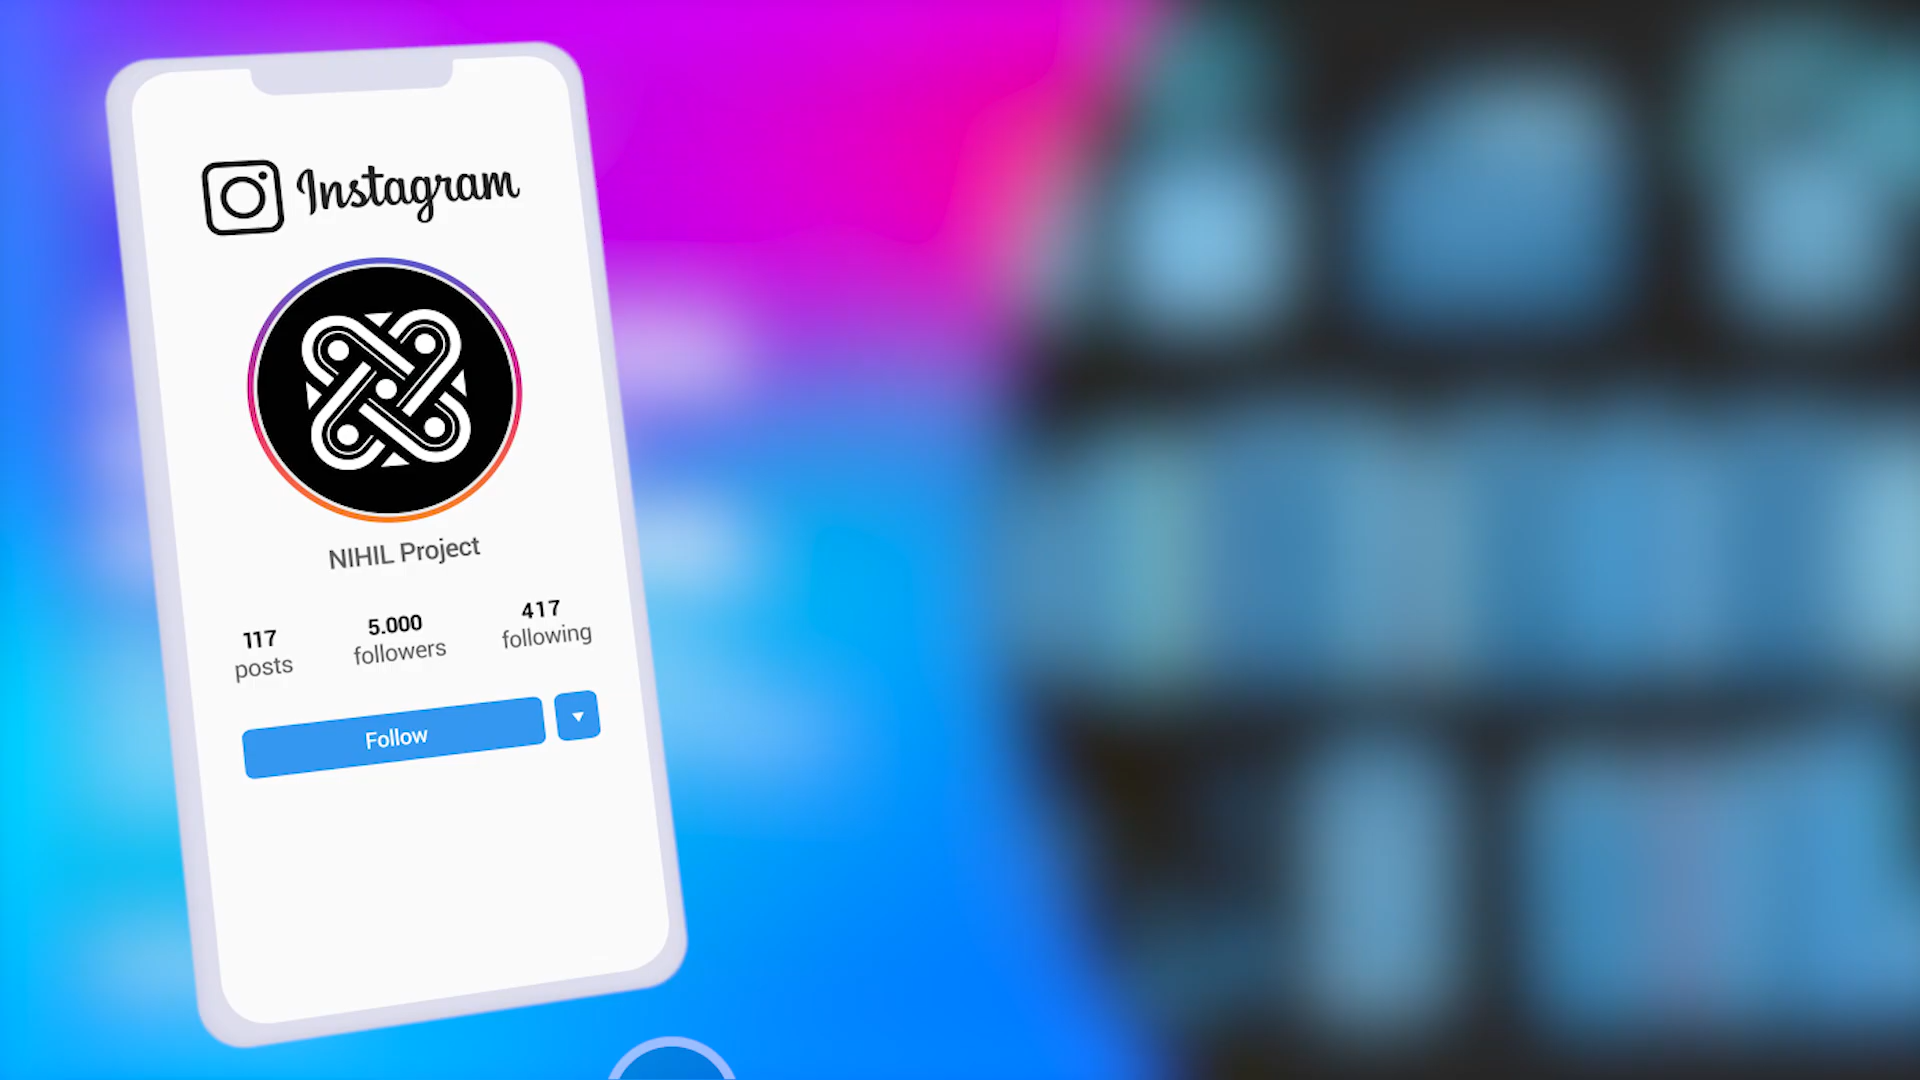 Instagram
NIHIL Project
117 5.000 417
posts followers following
Follow